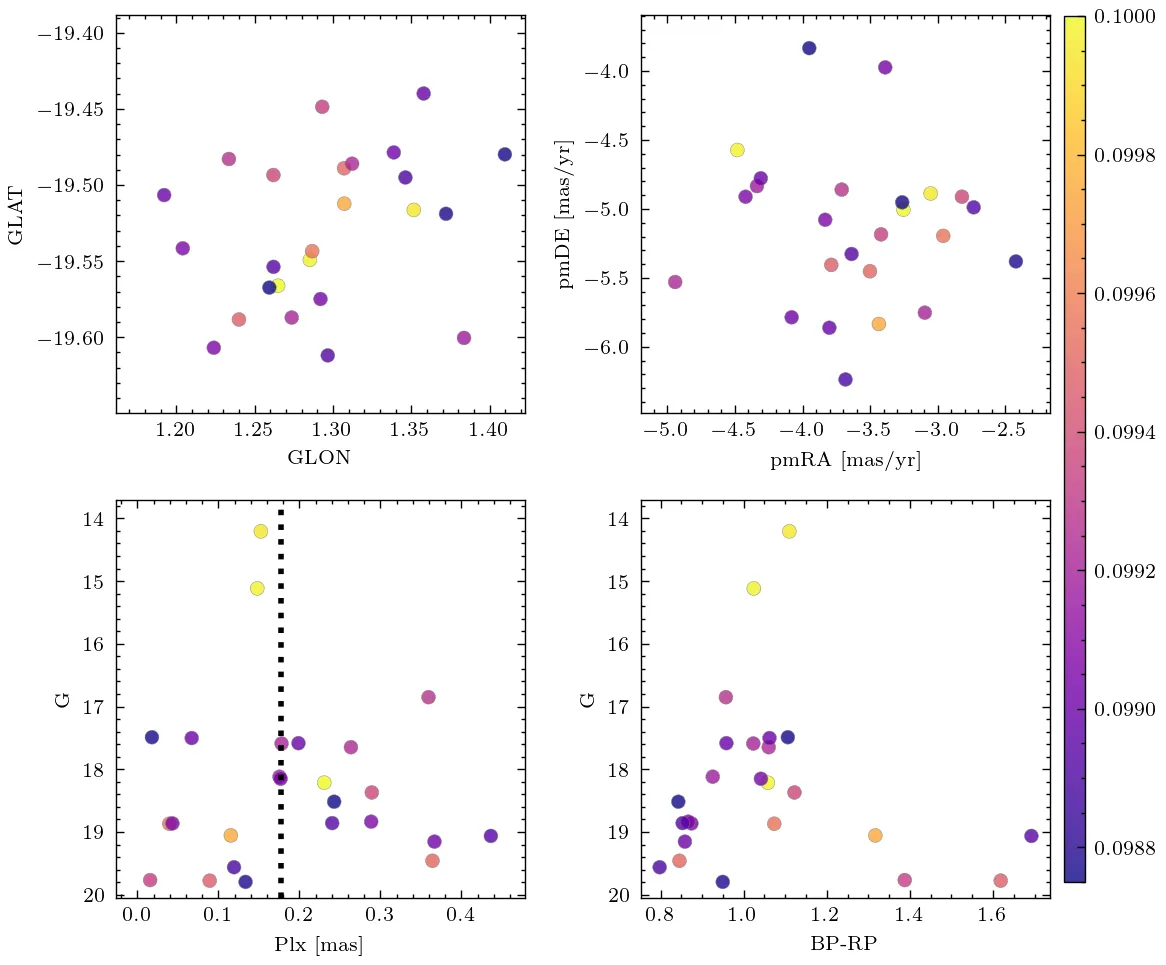 −19.40
−19.45
−19.50
−19.55
−19.60
GLAT
1.20 1.25 1.30 1.35 1.40
GLON
−4.0
−4.5
−5.0
−5.5
−6.0
pmDE [mas/yr]
−5.0 −4.5 −4.0 −3.5 −3.0 −2.5
pmRA [mas/yr]
0.1000
0.0998
0.0996
0.0994
0.0992
0.0990
0.0988
14
15
16
17
18
19
20
G
0.0 0.1 0.2 0.3 0.4
Plx [mas]
14
15
16
17
18
19
20
G
0.8 1.0 1.2 1.4 1.6
BP-RP